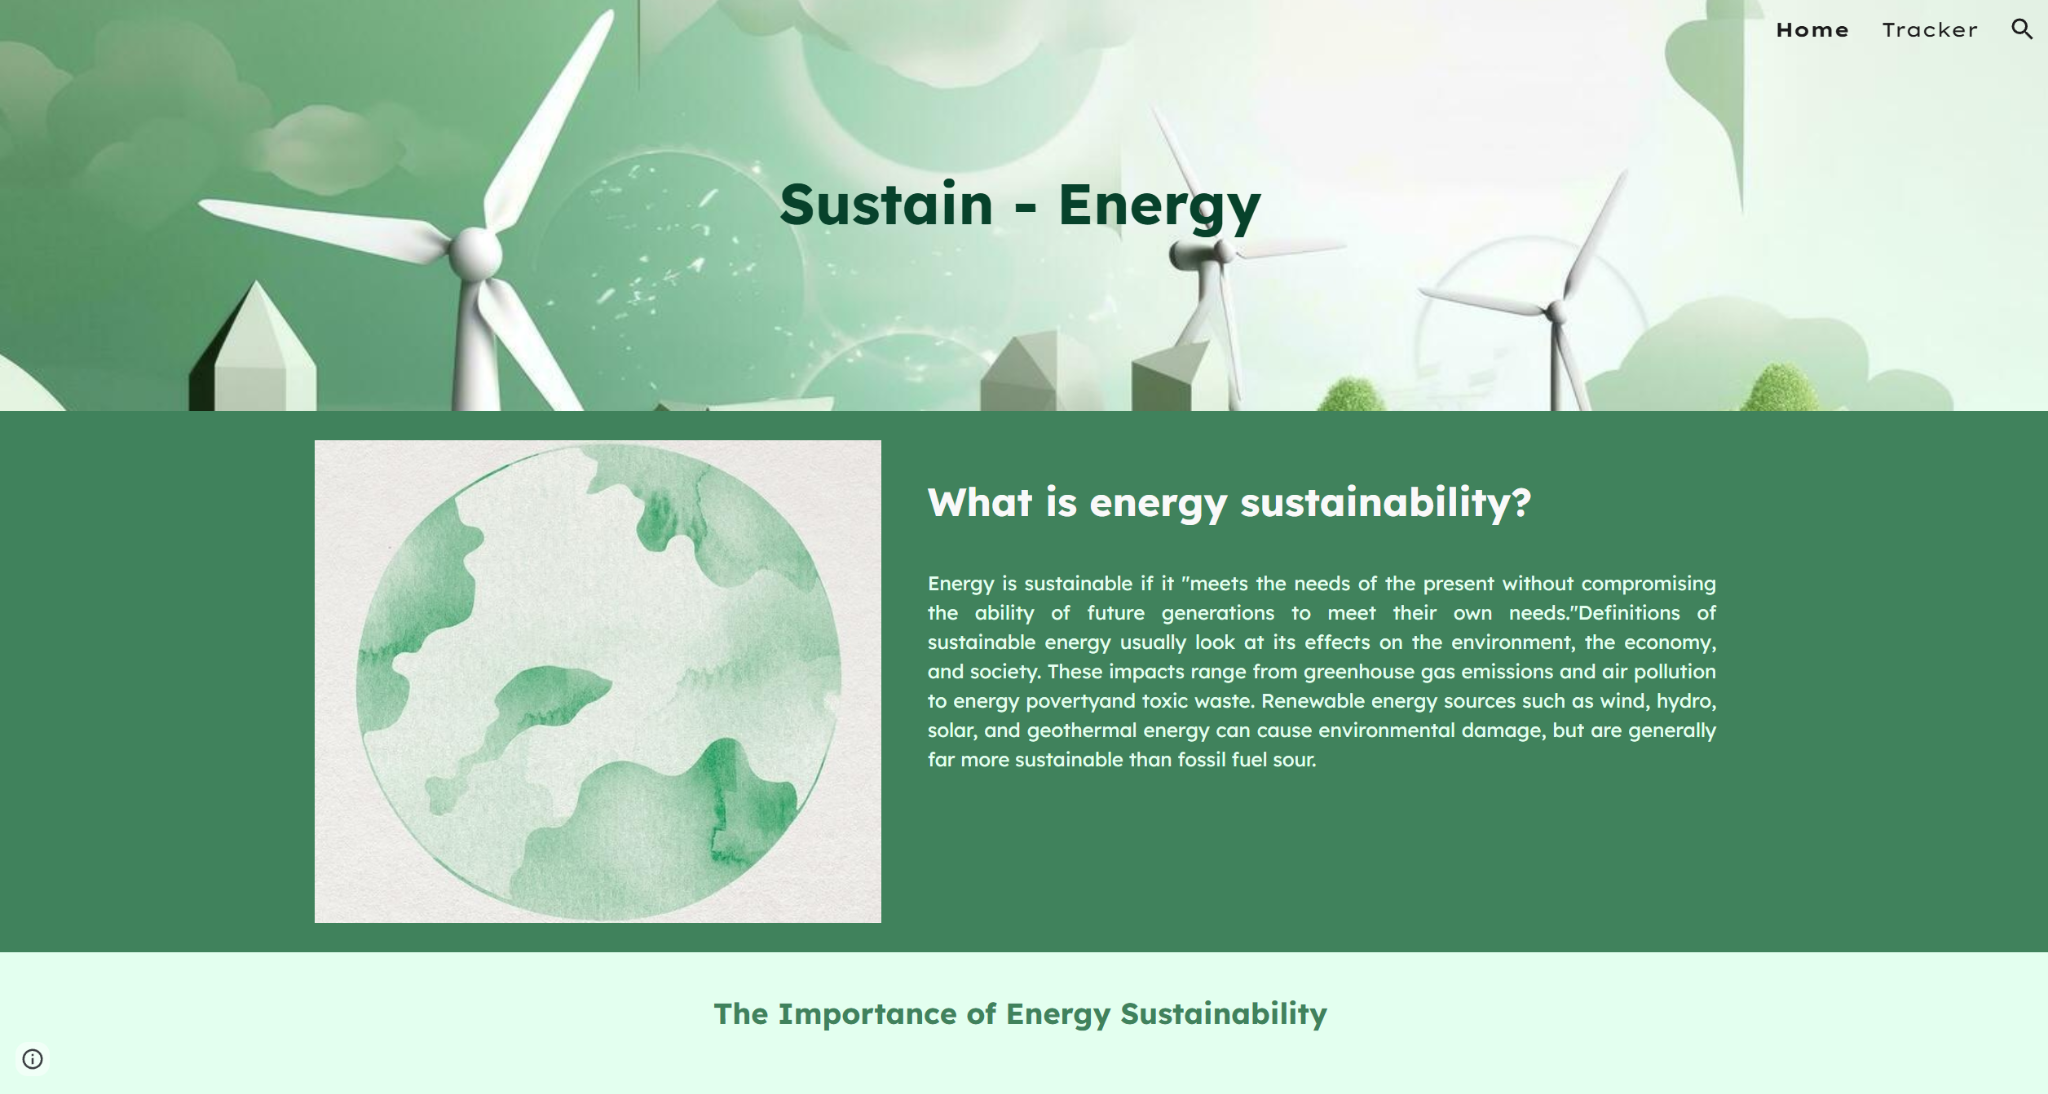 Home Tracker
Sustain - Energy
What is energy sustainability?
Energy is sustainable if it "meets the needs of the present without compromising
the ability of future generations to meet their own needs."Definitions of
sustainable energy usually look at its effects on the environment, the economy,
and society. These impacts range from greenhouse gas emissions and air pollution
to energy povertyand toxic waste. Renewable energy sources such as wind, hydro,
solar, and geothermal energy can cause environmental damage, but are generally
far more sustainable than fossil fuel sour.
The Importance of Energy Sustainability